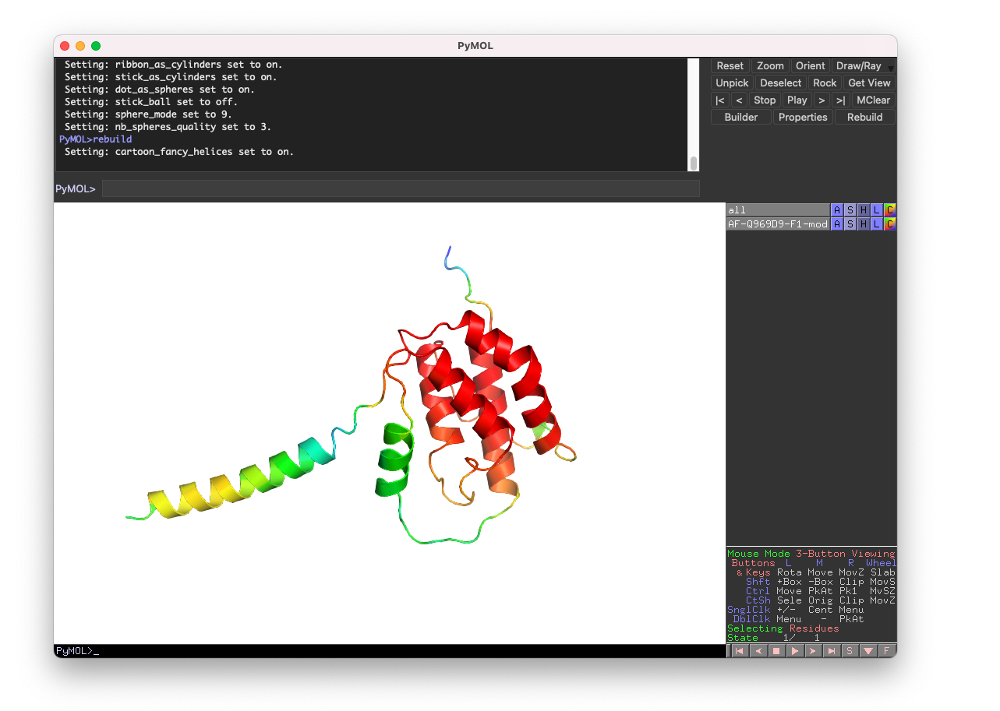 PyMOL
Setting: ribbon_as_cylinders set to on.
Setting: stick_as_cylinders set to on.
Setting: dot_as_spheres set to on.
Setting: stick_ball set to off.
Setting: sphere_mode set to 9.
Setting: nb_spheres_quality set to 3.
PyMOL>rebuild
Setting: cartoon_fancy_helices set to on.
PyMOL>
Reset Zoom Orient Draw/Ray
Unpick Deselect Rock Get View
|< < Stop Play > >| MClear
Builder Properties Rebuild
all A S H L C
AF-Q969D9-F1-mod A S H L C
Mouse Mode 3-Button Viewing
Buttons L M R Wheel
& Keys Rota Move MovZ Slab
Shft +Box -Box Clip MovS
Ctrl Move PkAt Pk1 MvSZ
CtSh Sele Orig Clip MovZ
SnglClk +/- Cent Menu
DblClk Menu - PkAt
Selecting Residues
State 1/ 1
PyMOL>_
S F